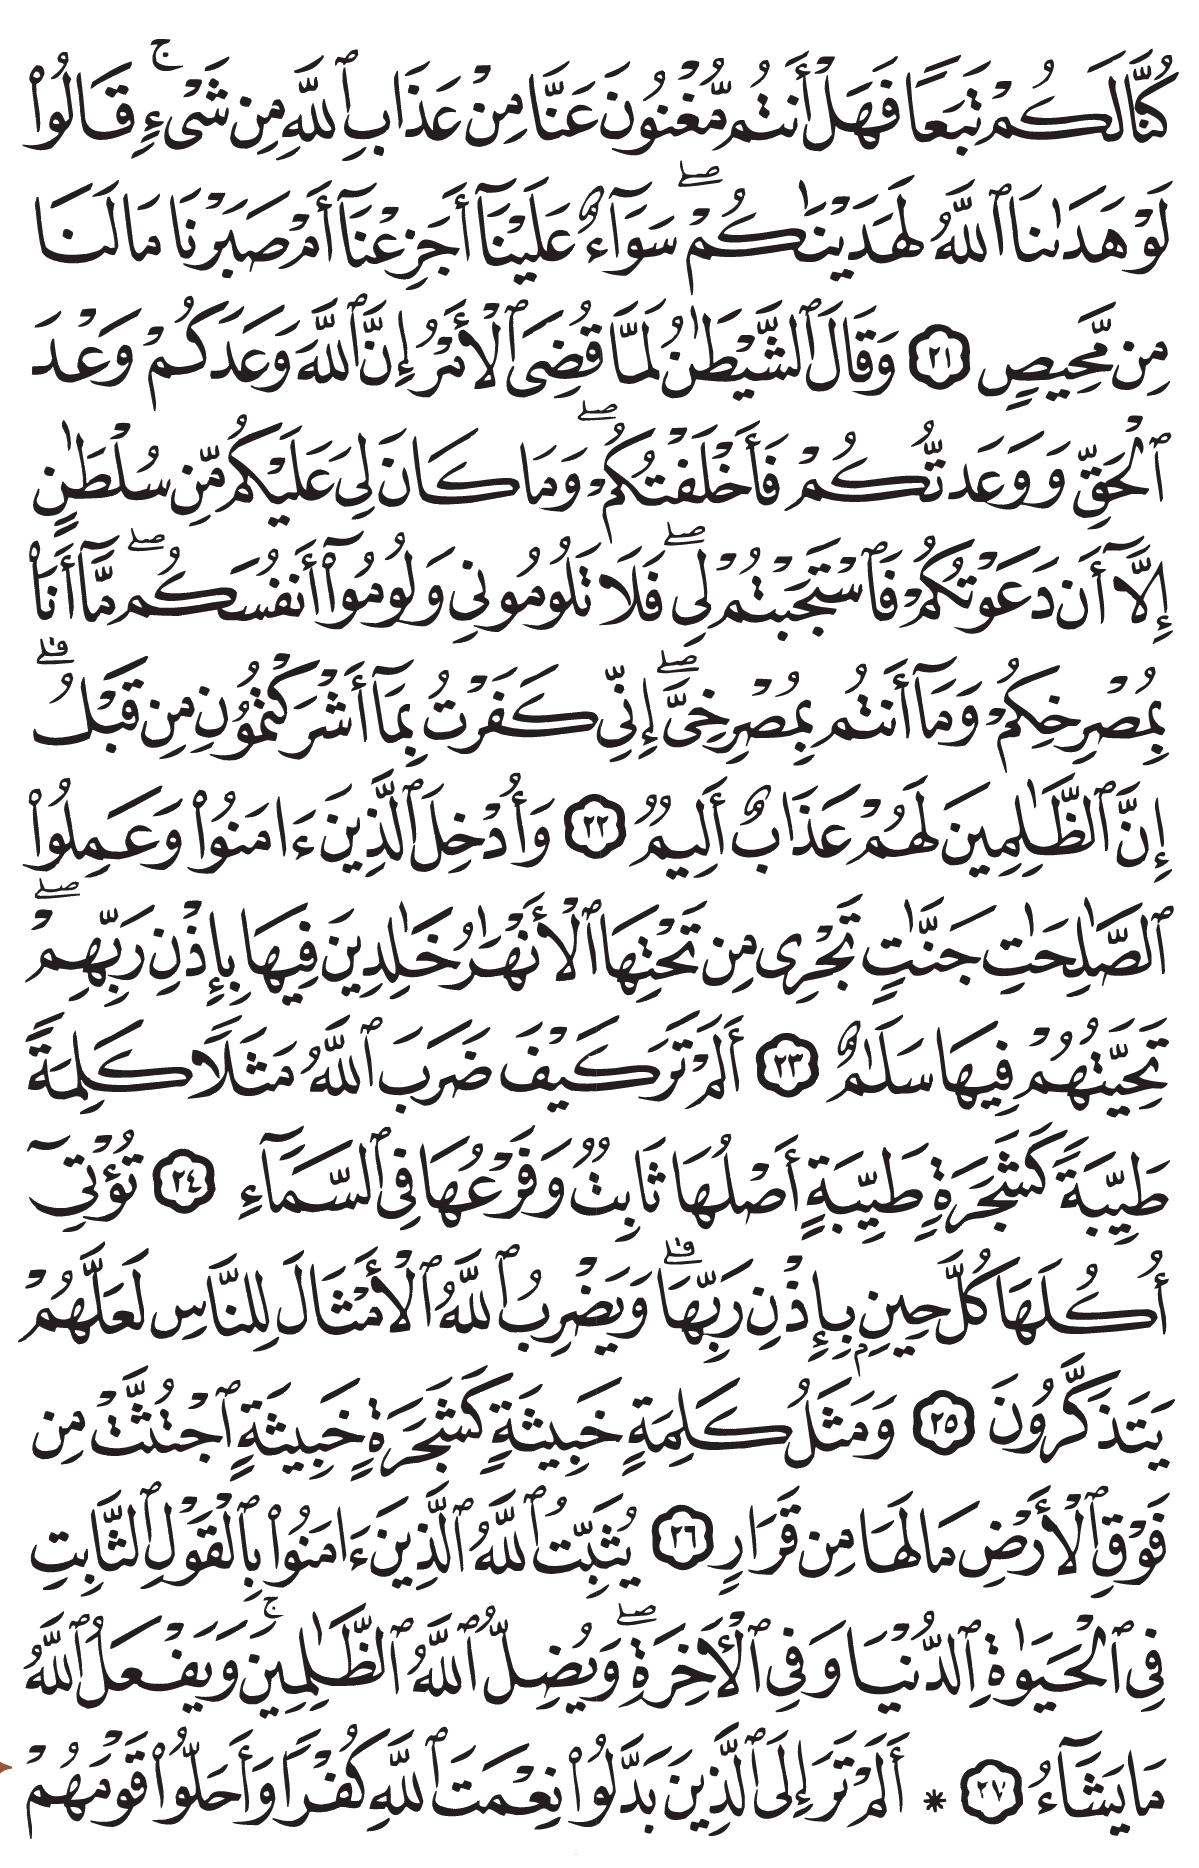 كُنَّا لَكُمْ تَبَعًا فَهَلْ أَنتُم مُّغْنُونَ عَنَّا مِنْ عَذَابِ ٱللَّهِ مِن شَىْءٍۢ ۚ قَالُوا۟
لَوْ هَدَىٰنَا ٱللَّهُ لَهَدَيْنَـٰكُمْ ۖ سَوَآءٌ عَلَيْنَآ أَجَزِعْنَآ أَمْ صَبَرْنَا مَا لَنَا
مِن مَّحِيصٍۢ ٢١ وَقَالَ ٱلشَّيْطَـٰنُ لَمَّا قُضِىَ ٱلْأَمْرُ إِنَّ ٱللَّهَ وَعَدَكُمْ وَعْدَ
ٱلْحَقِّ وَوَعَدتُّكُمْ فَأَخْلَفْتُكُمْ ۖ وَمَا كَانَ لِىَ عَلَيْكُم مِّن سُلْطَـٰنٍ
إِلَّآ أَن دَعَوْتُكُمْ فَٱسْتَجَبْتُمْ لِى ۖ فَلَا تَلُومُونِى وَلُومُوٓا۟ أَنفُسَكُم ۖ مَّآ أَنَا۠
بِمُصْرِخِكُمْ وَمَآ أَنتُم بِمُصْرِخِىَّ ۖ إِنِّى كَفَرْتُ بِمَآ أَشْرَكْتُمُونِ مِن قَبْلُ ۗ
إِنَّ ٱلظَّـٰلِمِينَ لَهُمْ عَذَابٌ أَلِيمٌۭ ٢٢ وَأُدْخِلَ ٱلَّذِينَ ءَامَنُوا۟ وَعَمِلُوا۟
ٱلصَّـٰلِحَـٰتِ جَنَّـٰتٍۢ تَجْرِى مِن تَحْتِهَا ٱلْأَنْهَـٰرُ خَـٰلِدِينَ فِيهَا بِإِذْنِ رَبِّهِمْ ۖ
تَحِيَّتُهُمْ فِيهَا سَلَـٰمٌ ٢٣ أَلَمْ تَرَ كَيْفَ ضَرَبَ ٱللَّهُ مَثَلًۭا كَلِمَةًۭ
طَيِّبَةًۭ كَشَجَرَةٍۢ طَيِّبَةٍ أَصْلُهَا ثَابِتٌۭ وَفَرْعُهَا فِى ٱلسَّمَآءِ ٢٤ تُؤْتِىٓ
أُكُلَهَا كُلَّ حِينٍۭ بِإِذْنِ رَبِّهَا ۗ وَيَضْرِبُ ٱللَّهُ ٱلْأَمْثَالَ لِلنَّاسِ لَعَلَّهُمْ
يَتَذَكَّرُونَ ٢٥ وَمَثَلُ كَلِمَةٍ خَبِيثَةٍۢ كَشَجَرَةٍ خَبِيثَةٍ ٱجْتُثَّتْ مِن
فَوْقِ ٱلْأَرْضِ مَا لَهَا مِن قَرَارٍۢ ٢٦ يُثَبِّتُ ٱللَّهُ ٱلَّذِينَ ءَامَنُوا۟ بِٱلْقَوْلِ ٱلثَّابِتِ
فِى ٱلْحَيَوٰةِ ٱلدُّنْيَا وَفِى ٱلْـَٔاخِرَةِ ۖ وَيُضِلُّ ٱللَّهُ ٱلظَّـٰلِمِينَ ۚ وَيَفْعَلُ ٱللَّهُ
مَا يَشَآءُ ٢٧ * أَلَمْ تَرَ إِلَى ٱلَّذِينَ بَدَّلُوا۟ نِعْمَتَ ٱللَّهِ كُفْرًۭا وَأَحَلُّوا۟ قَوْمَهُمْ